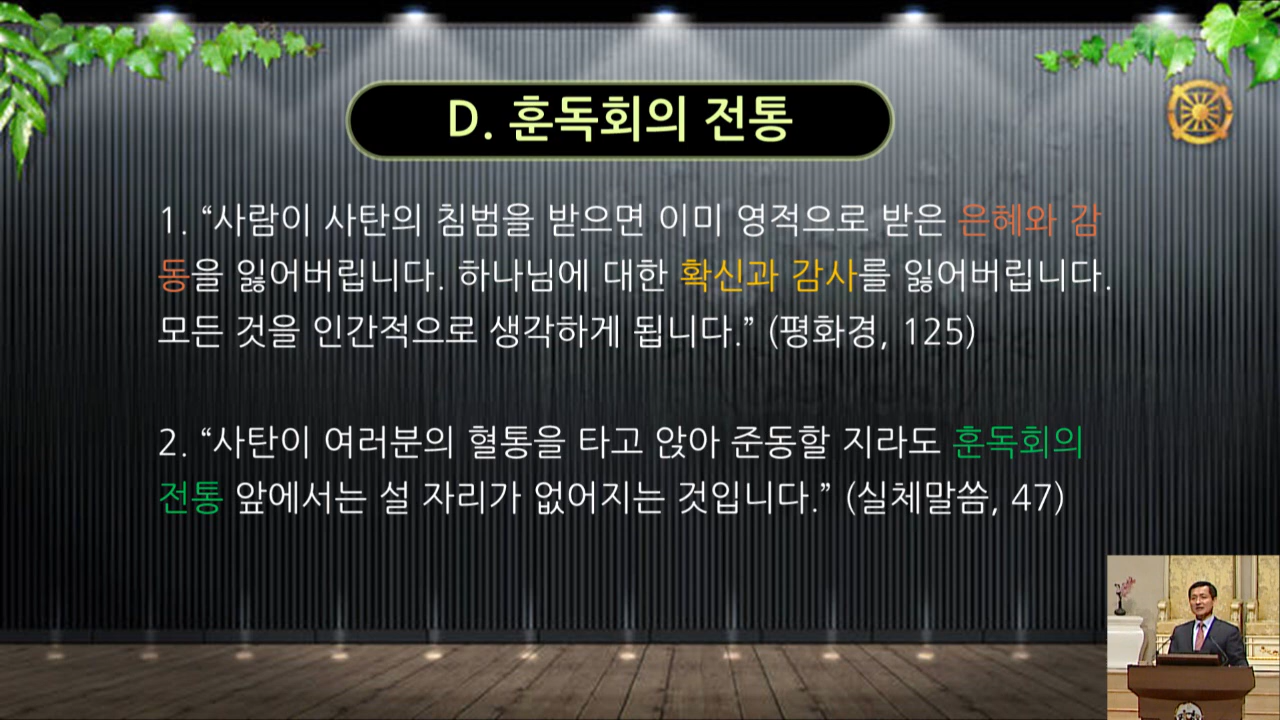 D. 훈독회의 전통
1. “사람이 사탄의 침범을 받으면 이미 영적으로 받은 은혜와 감
동을 잃어버립니다. 하나님에 대한 확신과 감사를 잃어버립니다.
모든 것을 인간적으로 생각하게 됩니다.” (평화경, 125)
2. “사탄이 여러분의 혈통을 타고 앉아 준동할 지라도 훈독회의
전통 앞에서는 설 자리가 없어지는 것입니다.” (실체말씀, 47)